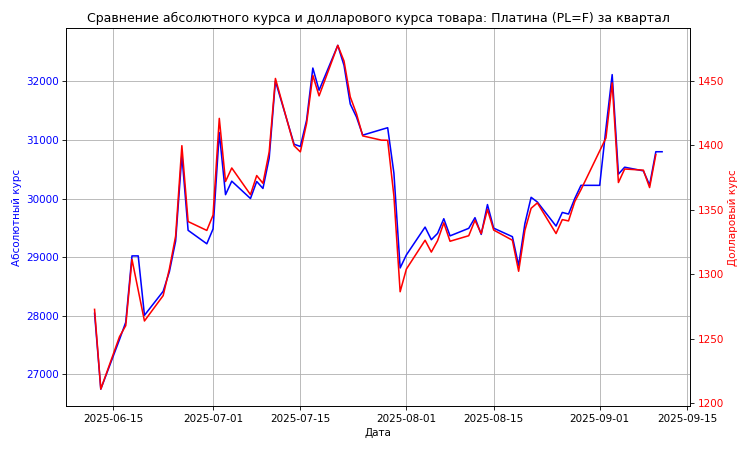 Сравнение абсолютного курса и долларового курса товара: Платина (PL=F) за квартал
Абсолютный курс
32000
31000
30000
29000
28000
27000
1450
1400
1350
1300
1250
1200
Долларовый курс
2025-06-15 2025-07-01 2025-07-15 2025-08-01 2025-08-15 2025-09-01 2025-09-15
Дата